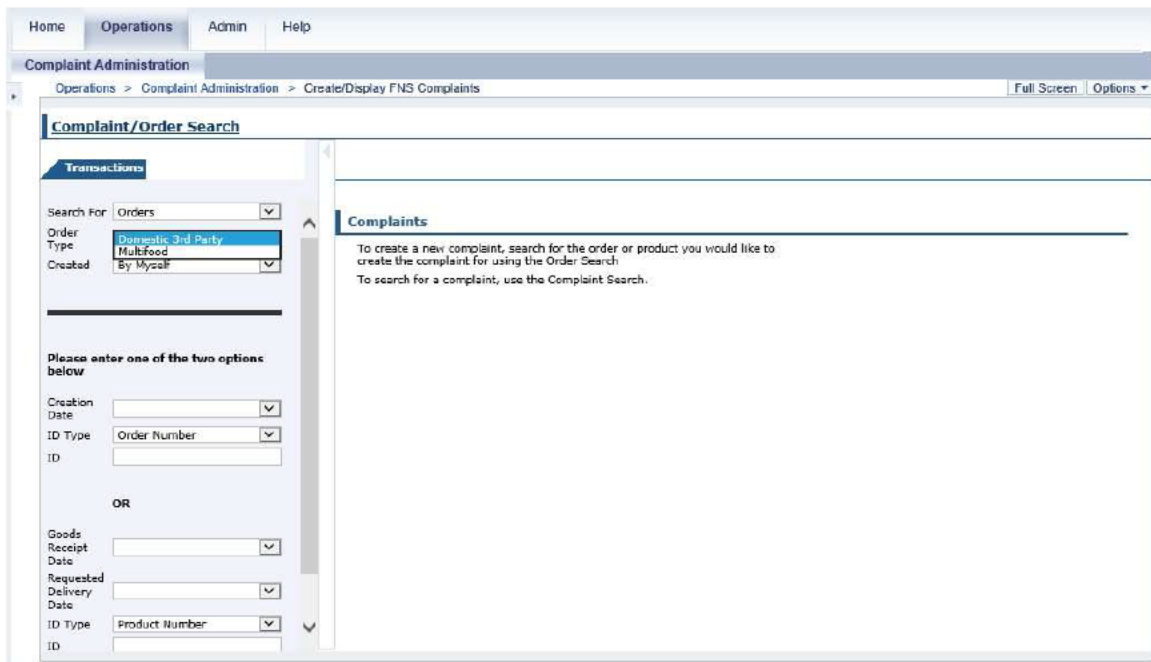 Home Operations Admin Help
Complaint Administration
Operations > Complaint Administration > Create/Display FNS Complaints Full Screen Options
Complaint/Order Search
Transactions
Search For Orders
Order
Type
Domestic 3rd Party
Multifood
Created By Myself
Please enter one of the two options
below
Creation
Date
ID Type Order Number
ID
OR
Goods
Receipt
Date
Requested
Delivery
Date
ID Type Product Number
ID
Complaints
To create a new complaint, search for the order or product you would like to
create the complaint for using the Order Search
To search for a complaint, use the Complaint Search.